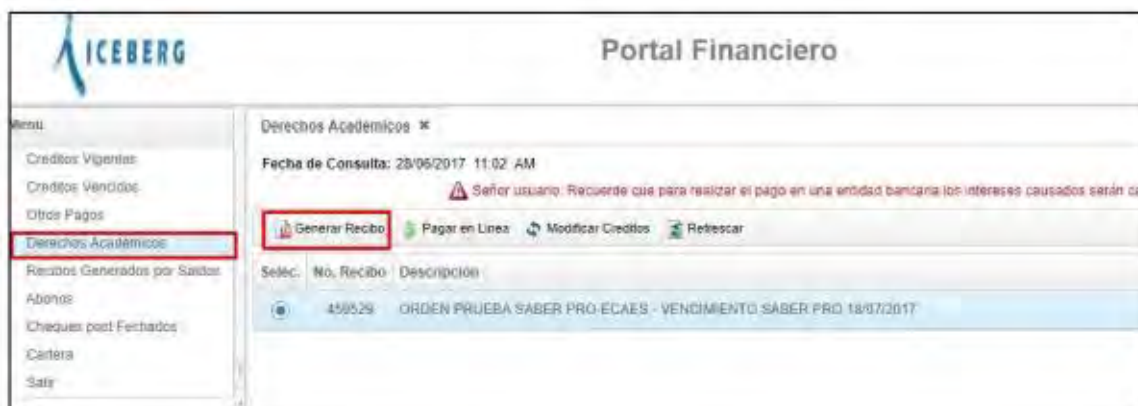 ICEBERG
Portal Financiero
Menu
Creditos Vigentes
Creditos Vencidos
Otros Pagos
Derechos Académicos
Recibos Generados por Saldos
Abonos
Cheques post Fechados
Cartera
Salir
Derechos Académicos ✖
Fecha de Consulta: 28/06/2017 11:02 AM
Señor usuario: Recuerde que para realizar el pago en una entidad bancaria los intereses causados serán
Generar Recibo Pagar en Linea Modificar Creditos Refrescar
Selec. No. Recibo Descripción
459529 ORDEN PRUEBA SABER PRO-ECAES - VENCIMIENTO SABER PRO 18/07/2017